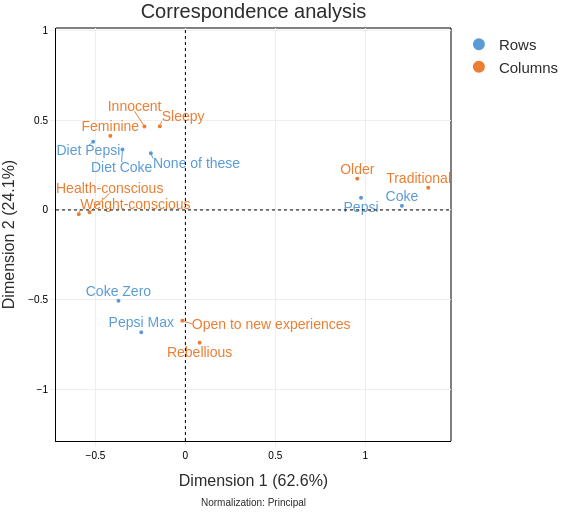 Correspondence analysis
Rows
Columns
1
0.5
0
−0.5
−1
Innocent
Sleepy
Feminine
Diet Pepsi
Diet Coke
None of these
Older
Traditional
Health-conscious
Weight-conscious
Coke
Pepsi
Coke Zero
Pepsi Max
Open to new experiences
Rebellious
−0.5
0
0.5
1
Dimension 2 (24.1%)
Dimension 1 (62.6%)
Normalization: Principal